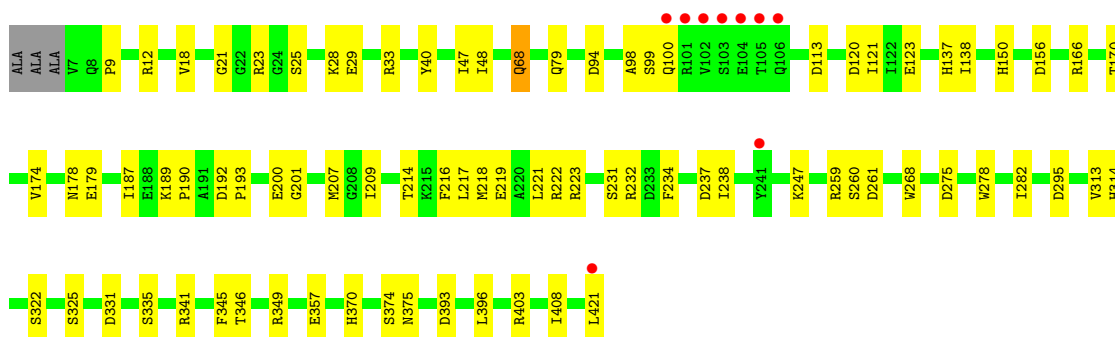 ALA ALA ALA V7 Q8 P9 R12 V18 G21 G22 R23 G24 S25 K28 E29 R33 Y40 I47 I48 Q68 Q79 D94 A98 S99 Q100 R101 V102 S103 E104 T105 Q106 D113 D120 I121 I122 E123 H137 I138 H150 D156 R166 T170
V174 N178 E179 I187 E188 K189 P190 A191 D192 P193 E200 G201 M207 G208 I209 T214 K215 F216 L217 M218 E219 A220 L221 R222 R223 S231 R232 D233 F234 D237 I238 Y241 K247 R259 S260 D261 W268 D275 W278 I282 D295 V313 H314
S322 S325 D331 S335 R341 F345 T346 R349 E357 H370 S374 N375 D393 L396 R403 I408 L421